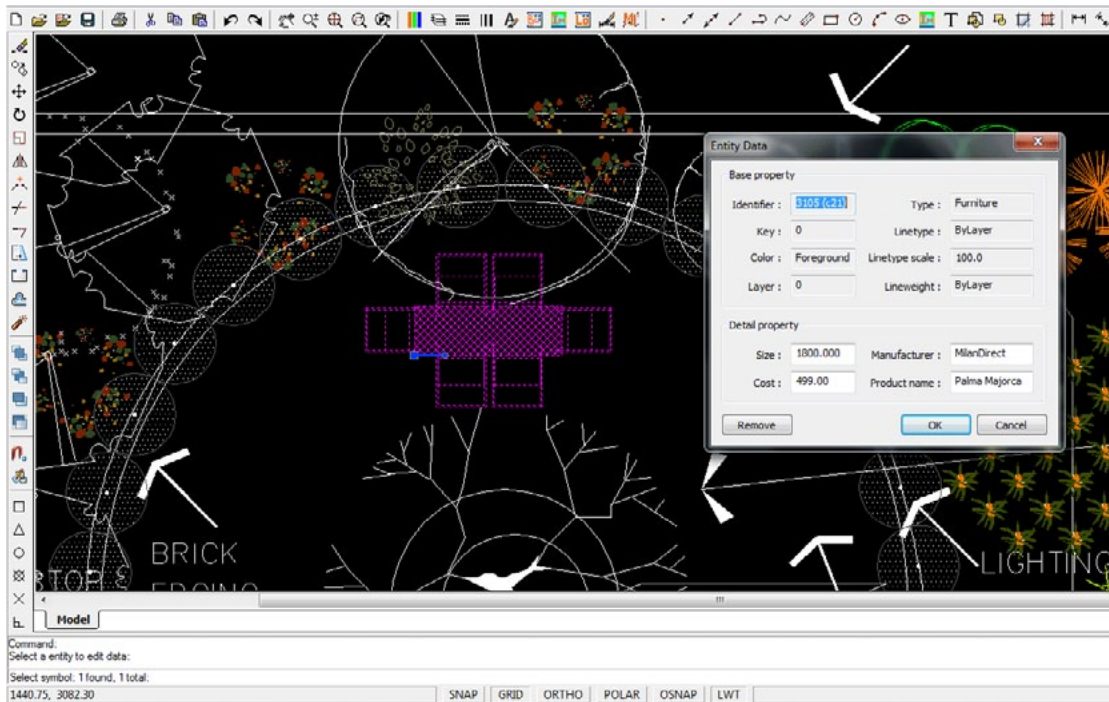 Entity Data
Base property
Identifier : 3105 (c21) Type : Furniture
Key : 0 Linetype : ByLayer
Color : Foreground Linetype scale : 100.0
Layer : 0 Lineweight : ByLayer
Detail property
Size : 1800.000 Manufacturer : MilanDirect
Cost : 499.00 Product name : Palma Majorca
Remove OK Cancel
BRICK
LIGHTING
EDGING
Model
Command:
Select a entity to edit data:
Select symbol: 1 found, 1 total:
1440.75, 3082.30 SNAP GRID ORTHO POLAR OSNAP LWT